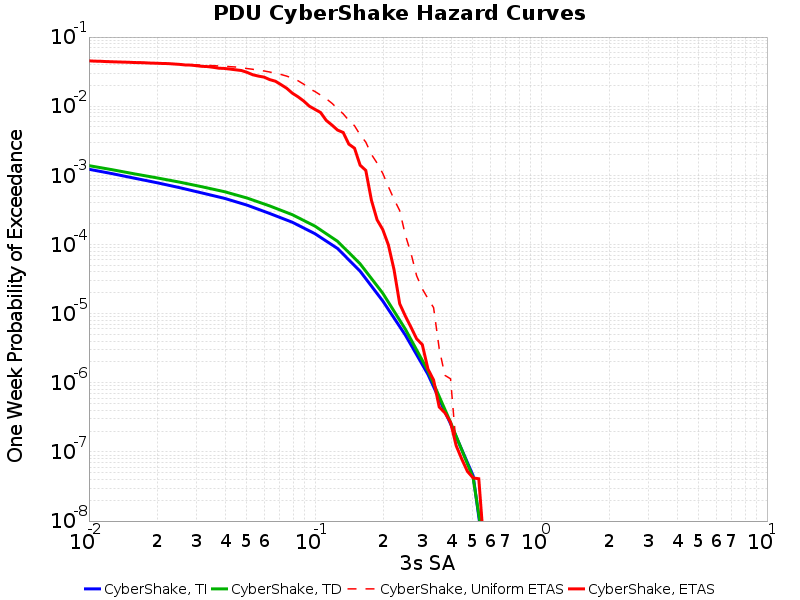 PDU CyberShake Hazard Curves
One Week Probability of Exceedance
10-1
10-2
10-3
10-4
10-5
10-6
10-7
10-8
10-2 2 3 4 5 6 10-1 2 3 4 5 6 7 100 2 3 4 5 6 7 101
3s SA
CyberShake, TI CyberShake, TD CyberShake, Uniform ETAS CyberShake, ETAS